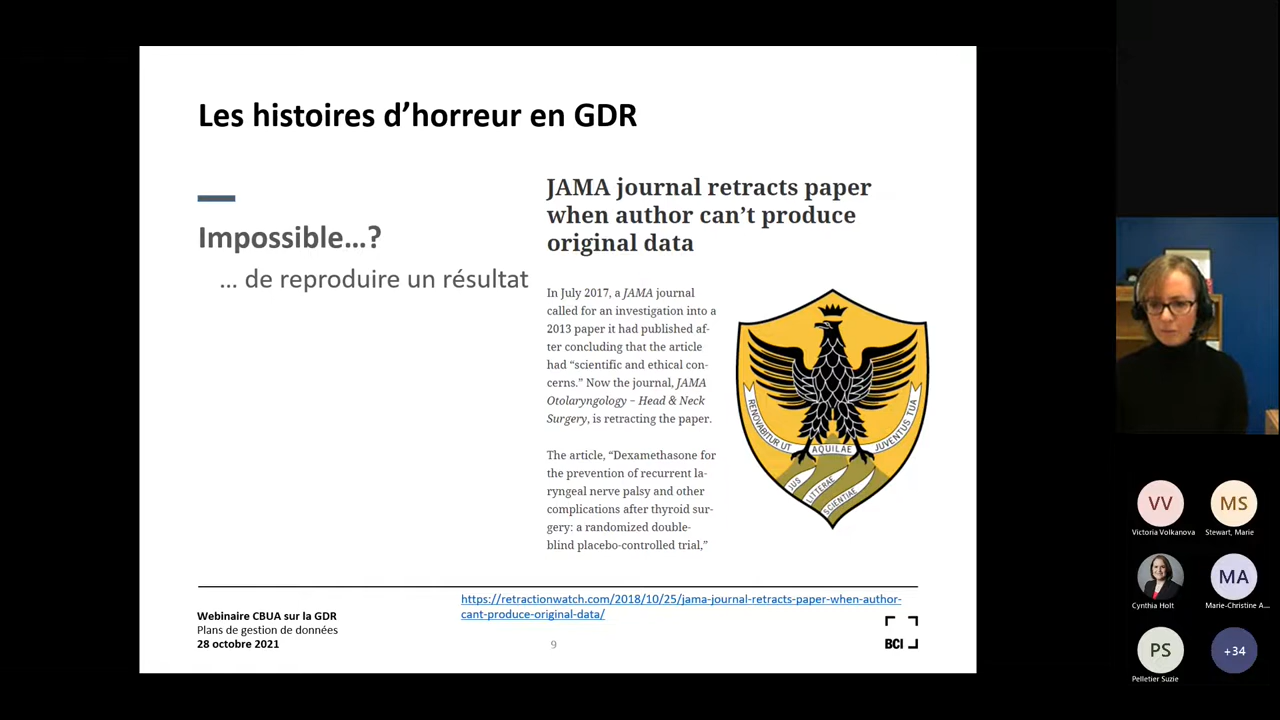 Les histoires d’horreur en GDR
Impossible…?
… de reproduire un résultat
JAMA journal retracts paper
when author can’t produce
original data
In July 2017, a JAMA journal
called for an investigation into a
2013 paper it had published af-
ter concluding that the article
had “scientific and ethical con-
cerns.” Now the journal, JAMA
Otolaryngology – Head & Neck
Surgery, is retracting the paper.
The article, “Dexamethasone for
the prevention of recurrent la-
ryngeal nerve palsy and other
complications after thyroid sur-
gery: a randomized double-
blind placebo-controlled trial,”
RENOVABITUR UT
AQUILAE
JUVENTUS TUA
JUS
LITTERAE
SCIENTIAE
https://retractionwatch.com/2018/10/25/jama-journal-retracts-paper-when-author-
cant-produce-original-data/
Webinaire CBUA sur la GDR
Plans de gestion de données
28 octobre 2021
9
BCI
VV
Victoria Volkanova
MS
Stewart, Marie
Cynthia Holt
MA
Marie-Christine A...
PS
Pelletier Suzie
+34